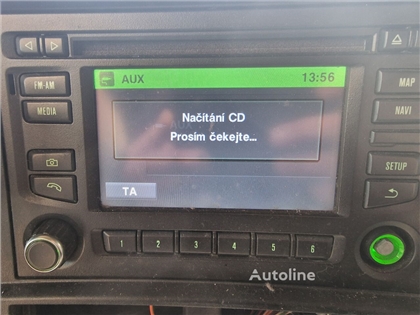 AUX 13:56
FM-AM
MAP
MEDIA
NAVI
Načítání CD
Prosím čekejte...
SETUP
TA
1 2 3 4 5 6
Autoline